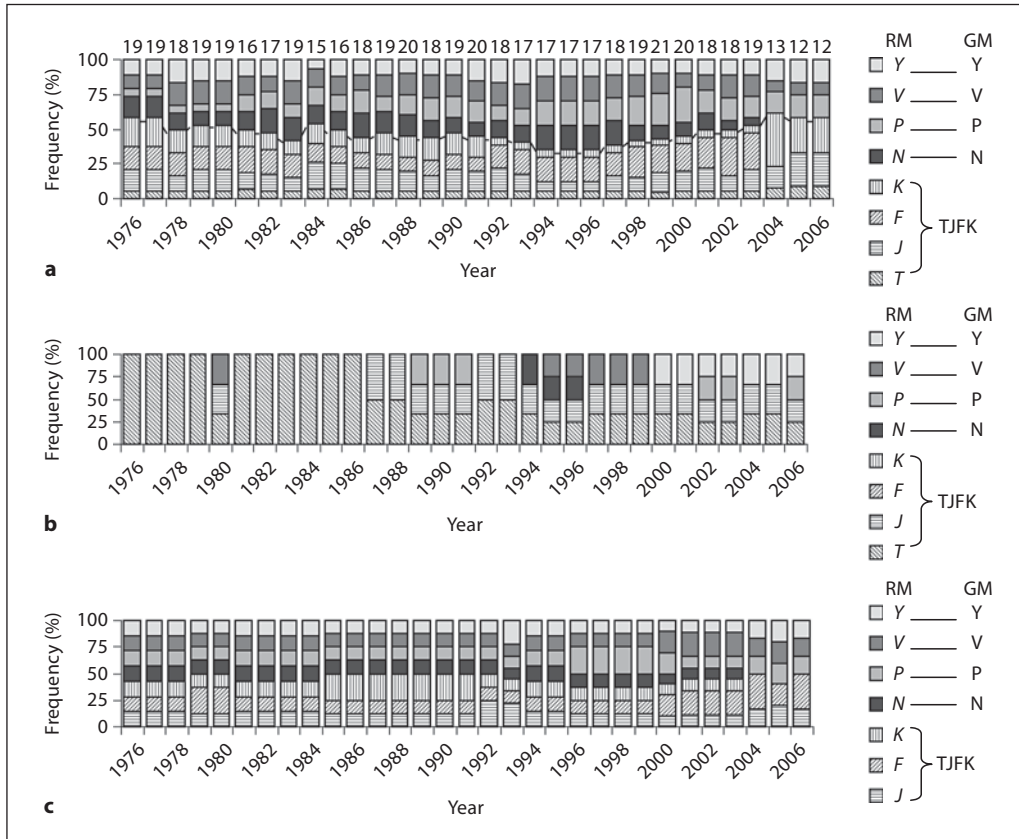 19 19 18 19 19 16 17 19 15 16 18 19 20 18 19 20 18 17 17 17 17 18 19 21 20 18 18 19 13 12 12
Frequency (%)
100
75
50
25
0
1976 1978 1980 1982 1984 1986 1988 1990 1992 1994 1996 1998 2000 2002 2004 2006
Year
a
RM GM
Y Y
V V
P P
N N
K
F
TJFK
J
T
Frequency (%)
100
75
50
25
0
1976 1978 1980 1982 1984 1986 1988 1990 1992 1994 1996 1998 2000 2002 2004 2006
Year
b
RM GM
Y Y
V V
P P
N N
K
F
TJFK
J
T
Frequency (%)
100
75
50
25
0
1976 1978 1980 1982 1984 1986 1988 1990 1992 1994 1996 1998 2000 2002 2004 2006
Year
c
RM GM
Y Y
V V
P P
N N
K
F
TJFK
J